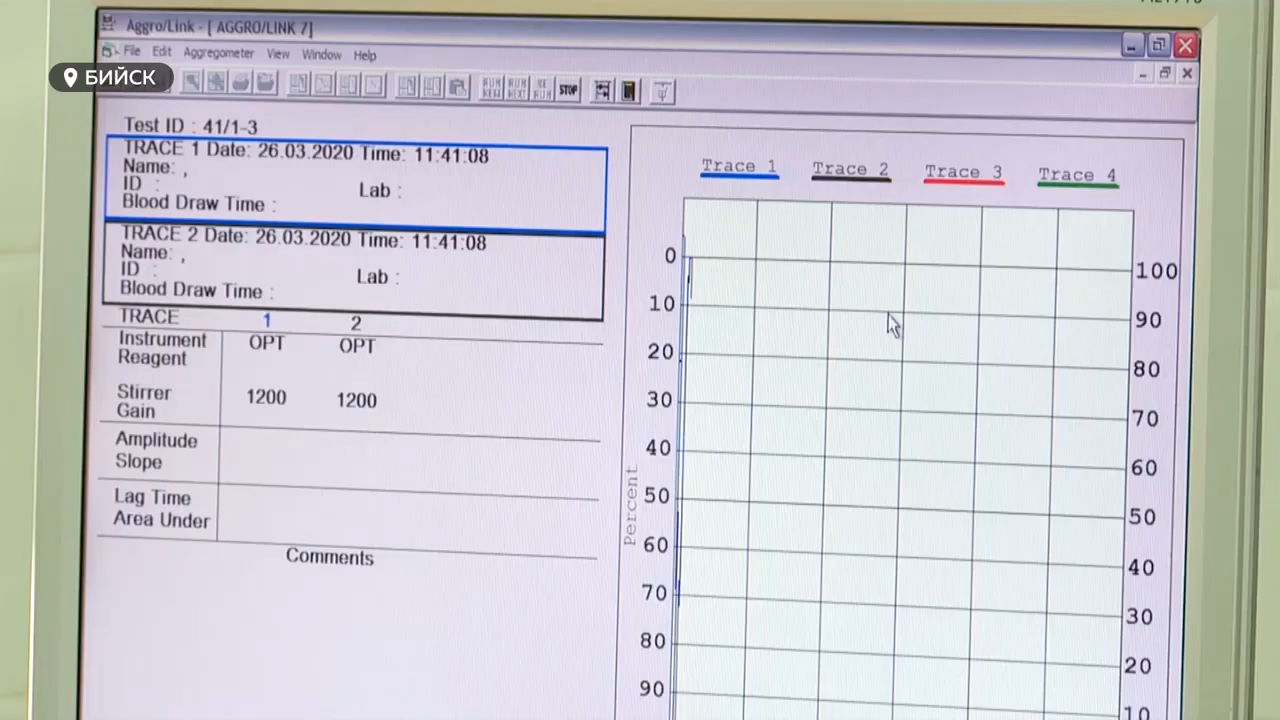 Aggro/Link - [ AGGRO/LINK 7]
File Edit Aggregometer View Window Help
БИЙСК
STOP
Test ID : 41/1-3
TRACE 1 Date: 26.03.2020 Time: 11:41:08
Name: ,
ID :
Lab :
Blood Draw Time :
TRACE 2 Date: 26.03.2020 Time: 11:41:08
Name: ,
ID :
Lab :
Blood Draw Time :
TRACE 1 2
Instrument OPT OPT
Reagent
Stirrer 1200 1200
Gain
Amplitude
Slope
Lag Time
Area Under
Comments
Trace 1 Trace 2 Trace 3 Trace 4
Percent
0 100
10 90
20 80
30 70
40 60
50 50
60 40
70 30
80 20
90 10